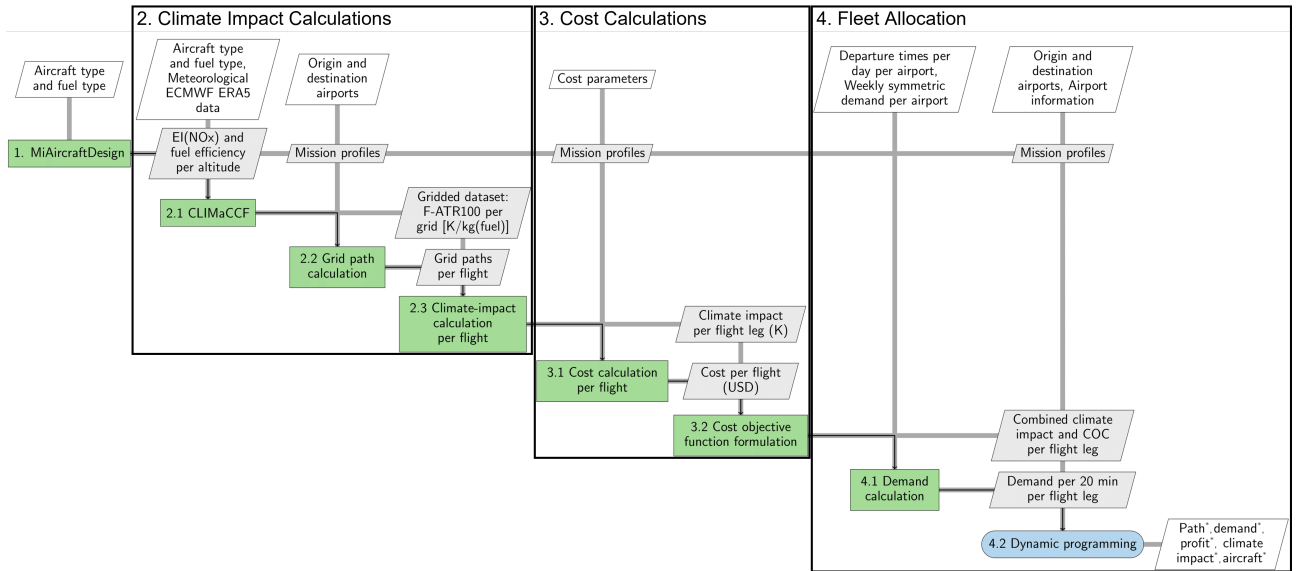 2. Climate Impact Calculations
3. Cost Calculations
4. Fleet Allocation
Aircraft type
and fuel type
Aircraft type
and fuel type,
Meteorological
ECMWF ERA5
data
Origin and
destination
airports
Cost parameters
Departure times per
day per airport,
Weekly symmetric
demand per airport
Origin and
destination
airports, Airport
information
1. MiAircraftDesign
EI(NOx) and
fuel efficiency
per altitude
Mission profiles
Mission profiles
Mission profiles
2.1 CLIMaCCF
Gridded dataset:
F-ATR100 per
grid [K/kg(fuel)]
2.2 Grid path
calculation
Grid paths
per flight
2.3 Climate-impact
calculation
per flight
Climate impact
per flight leg (K)
3.1 Cost calculation
per flight
Cost per flight
(USD)
3.2 Cost objective
function formulation
Combined climate
impact and COC
per flight leg
4.1 Demand
calculation
Demand per 20 min
per flight leg
4.2 Dynamic programming
Path*,demand*,
profit*, climate
impact*,aircraft*